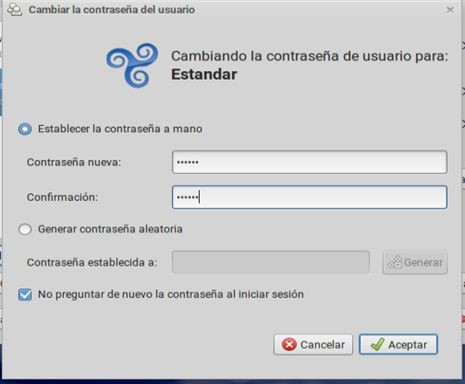 Cambiar la contraseña del usuario
Cambiando la contraseña de usuario para:
Estandar
Establecer la contraseña a mano
Contraseña nueva: ••••••
Confirmación: ••••••
Generar contraseña aleatoria
Contraseña establecida a: Generar
No preguntar de nuevo la contraseña al iniciar sesión
Cancelar Aceptar